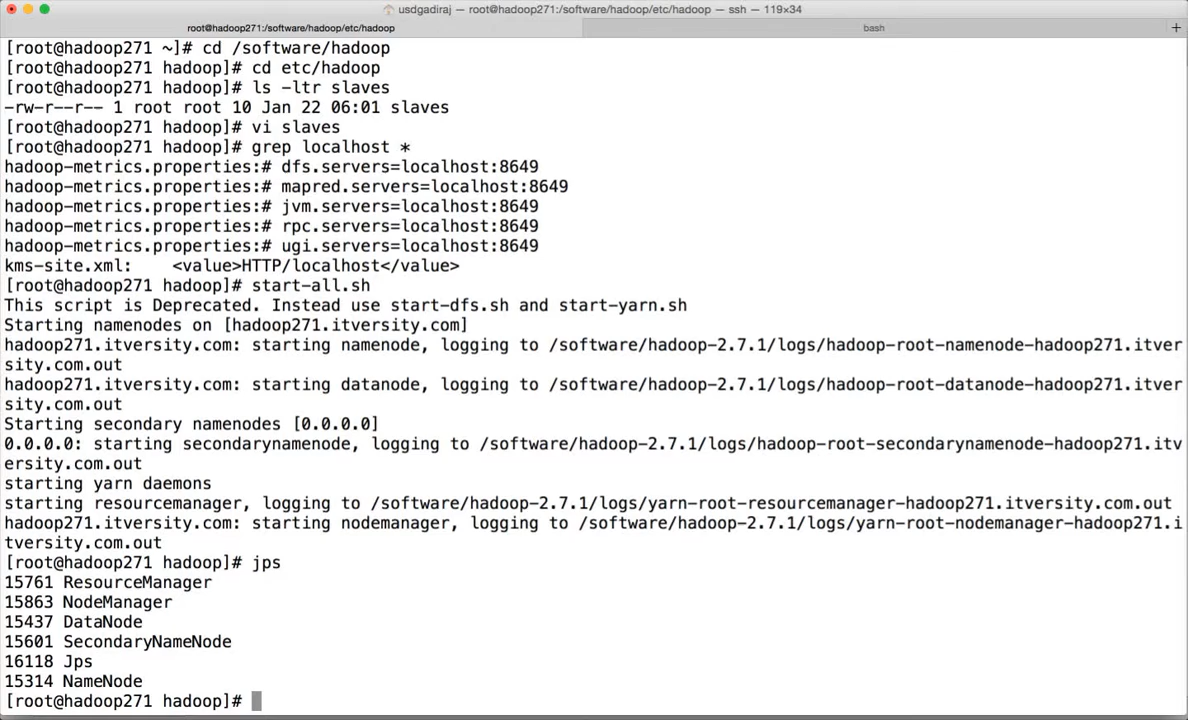 usdgadiraj — root@hadoop271:/software/hadoop/etc/hadoop — ssh — 119×34
root@hadoop271:/software/hadoop/etc/hadoop bash +
[root@hadoop271 ~]# cd /software/hadoop
[root@hadoop271 hadoop]# cd etc/hadoop
[root@hadoop271 hadoop]# ls -ltr slaves
-rw-r--r-- 1 root root 10 Jan 22 06:01 slaves
[root@hadoop271 hadoop]# vi slaves
[root@hadoop271 hadoop]# grep localhost *
hadoop-metrics.properties:# dfs.servers=localhost:8649
hadoop-metrics.properties:# mapred.servers=localhost:8649
hadoop-metrics.properties:# jvm.servers=localhost:8649
hadoop-metrics.properties:# rpc.servers=localhost:8649
hadoop-metrics.properties:# ugi.servers=localhost:8649
kms-site.xml:    <value>HTTP/localhost</value>
[root@hadoop271 hadoop]# start-all.sh
This script is Deprecated. Instead use start-dfs.sh and start-yarn.sh
Starting namenodes on [hadoop271.itversity.com]
hadoop271.itversity.com: starting namenode, logging to /software/hadoop-2.7.1/logs/hadoop-root-namenode-hadoop271.itver
sity.com.out
hadoop271.itversity.com: starting datanode, logging to /software/hadoop-2.7.1/logs/hadoop-root-datanode-hadoop271.itver
sity.com.out
Starting secondary namenodes [0.0.0.0]
0.0.0.0: starting secondarynamenode, logging to /software/hadoop-2.7.1/logs/hadoop-root-secondarynamenode-hadoop271.itv
ersity.com.out
starting yarn daemons
starting resourcemanager, logging to /software/hadoop-2.7.1/logs/yarn-root-resourcemanager-hadoop271.itversity.com.out
hadoop271.itversity.com: starting nodemanager, logging to /software/hadoop-2.7.1/logs/yarn-root-nodemanager-hadoop271.i
tversity.com.out
[root@hadoop271 hadoop]# jps
15761 ResourceManager
15863 NodeManager
15437 DataNode
15601 SecondaryNameNode
16118 Jps
15314 NameNode
[root@hadoop271 hadoop]#